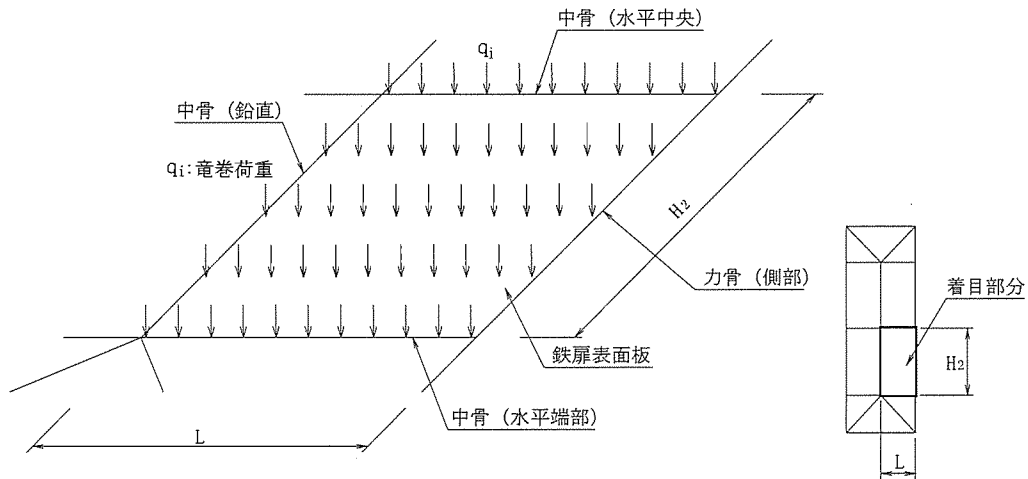 中骨（水平中央）
qi
中骨（鉛直）
qi:竜巻荷重
H2
力骨（側部）
着目部分
鉄扉表面板
H2
中骨（水平端部）
L
L